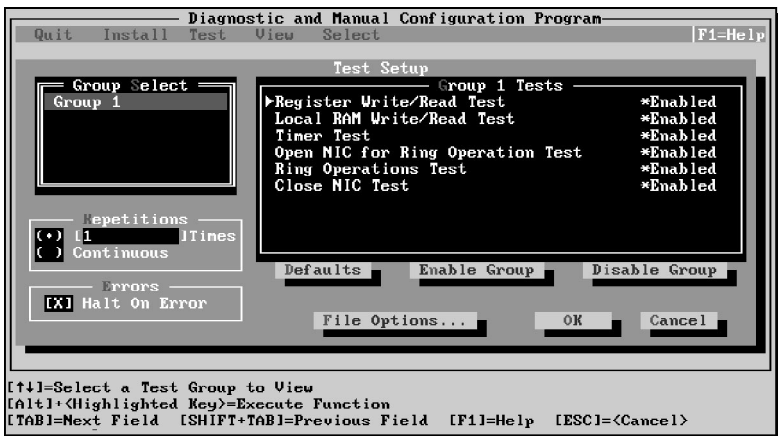 Diagnostic and Manual Configuration Program
Quit Install Test View Select F1=Help
Test Setup
Group Select
Group 1
Group 1 Tests
►Register Write/Read Test *Enabled
Local RAM Write/Read Test *Enabled
Timer Test *Enabled
Open NIC for Ring Operation Test *Enabled
Ring Operations Test *Enabled
Close NIC Test *Enabled
Repetitions
(•) [1 ]Times
( ) Continuous
Errors
[X] Halt On Error
Defaults Enable Group Disable Group
File Options... OK Cancel
[↑↓]=Select a Test Group to View
[Alt]+<Highlighted Key>=Execute Function
[TAB]=Next Field [SHIFT+TAB]=Previous Field [F1]=Help [ESC]=<Cancel>